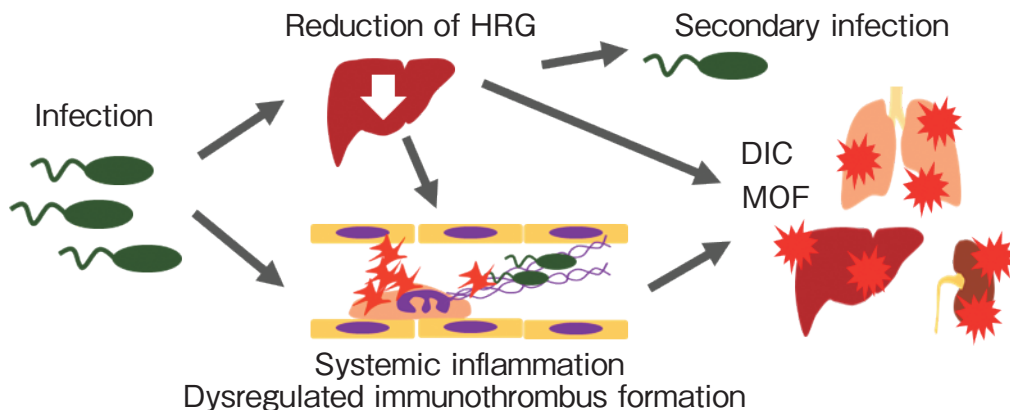 Reduction of HRG
Secondary infection
Infection
DIC
MOF
Systemic inflammation
Dysregulated immunothrombus formation